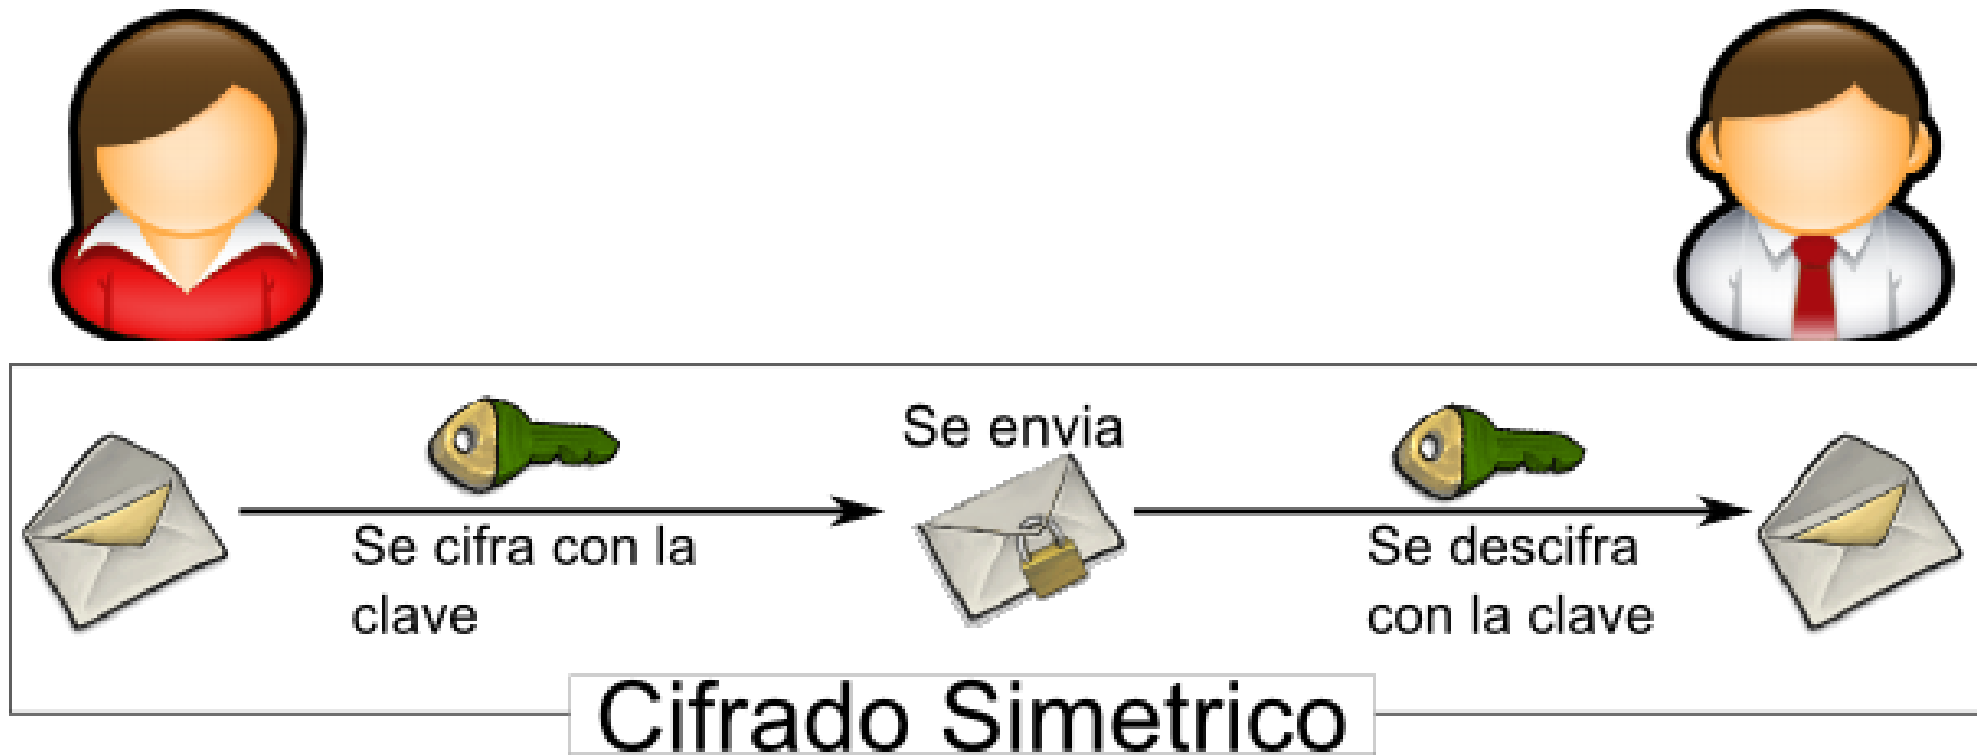 Se envia
Se cifra con la
clave
Se descifra
con la clave
Cifrado Simetrico